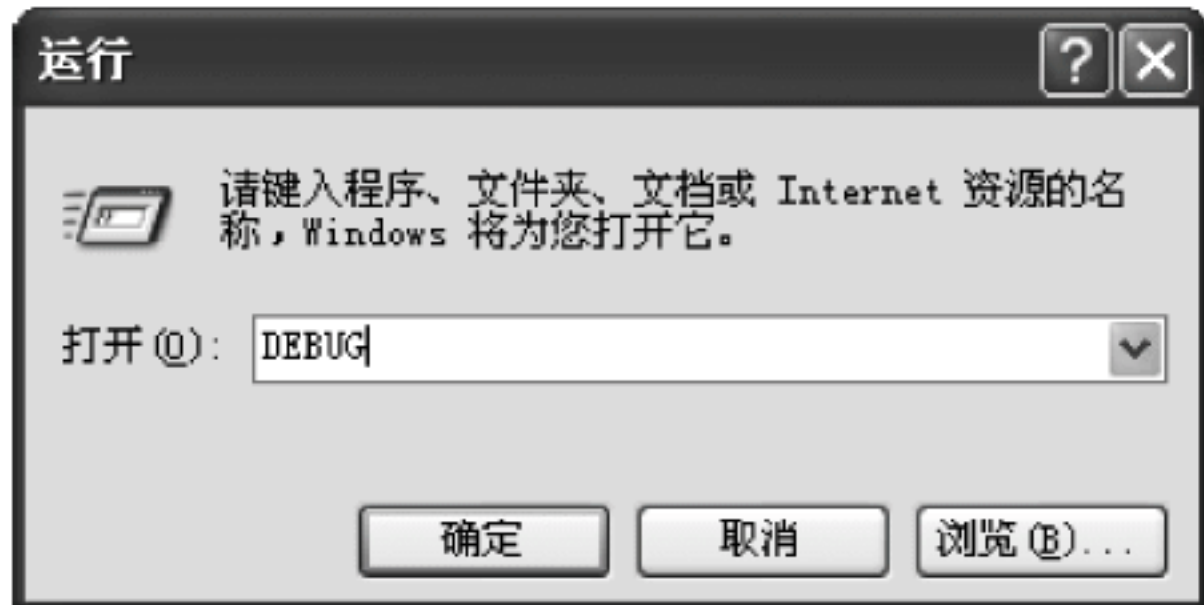 运行
请键入程序、文件夹、文档或 Internet 资源的名
称，Windows 将为您打开它。
打开(O): DEBUG
确定 取消 浏览(B)...